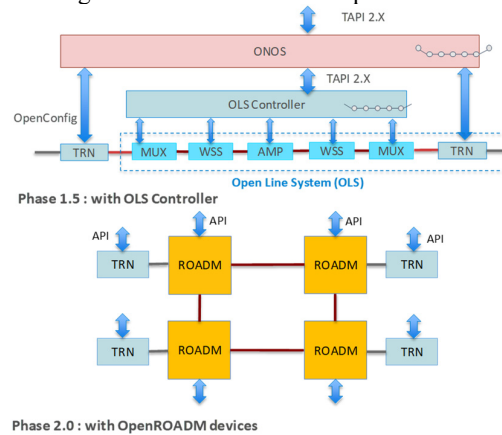 TAPI 2.X
ONOS
TAPI 2.X
OpenConfig
OLS Controller
TRN MUX WSS AMP WSS MUX TRN
Open Line System (OLS)
Phase 1.5 : with OLS Controller
API API API API
TRN ROADM ROADM TRN
TRN ROADM ROADM TRN
Phase 2.0 : with OpenROADM devices